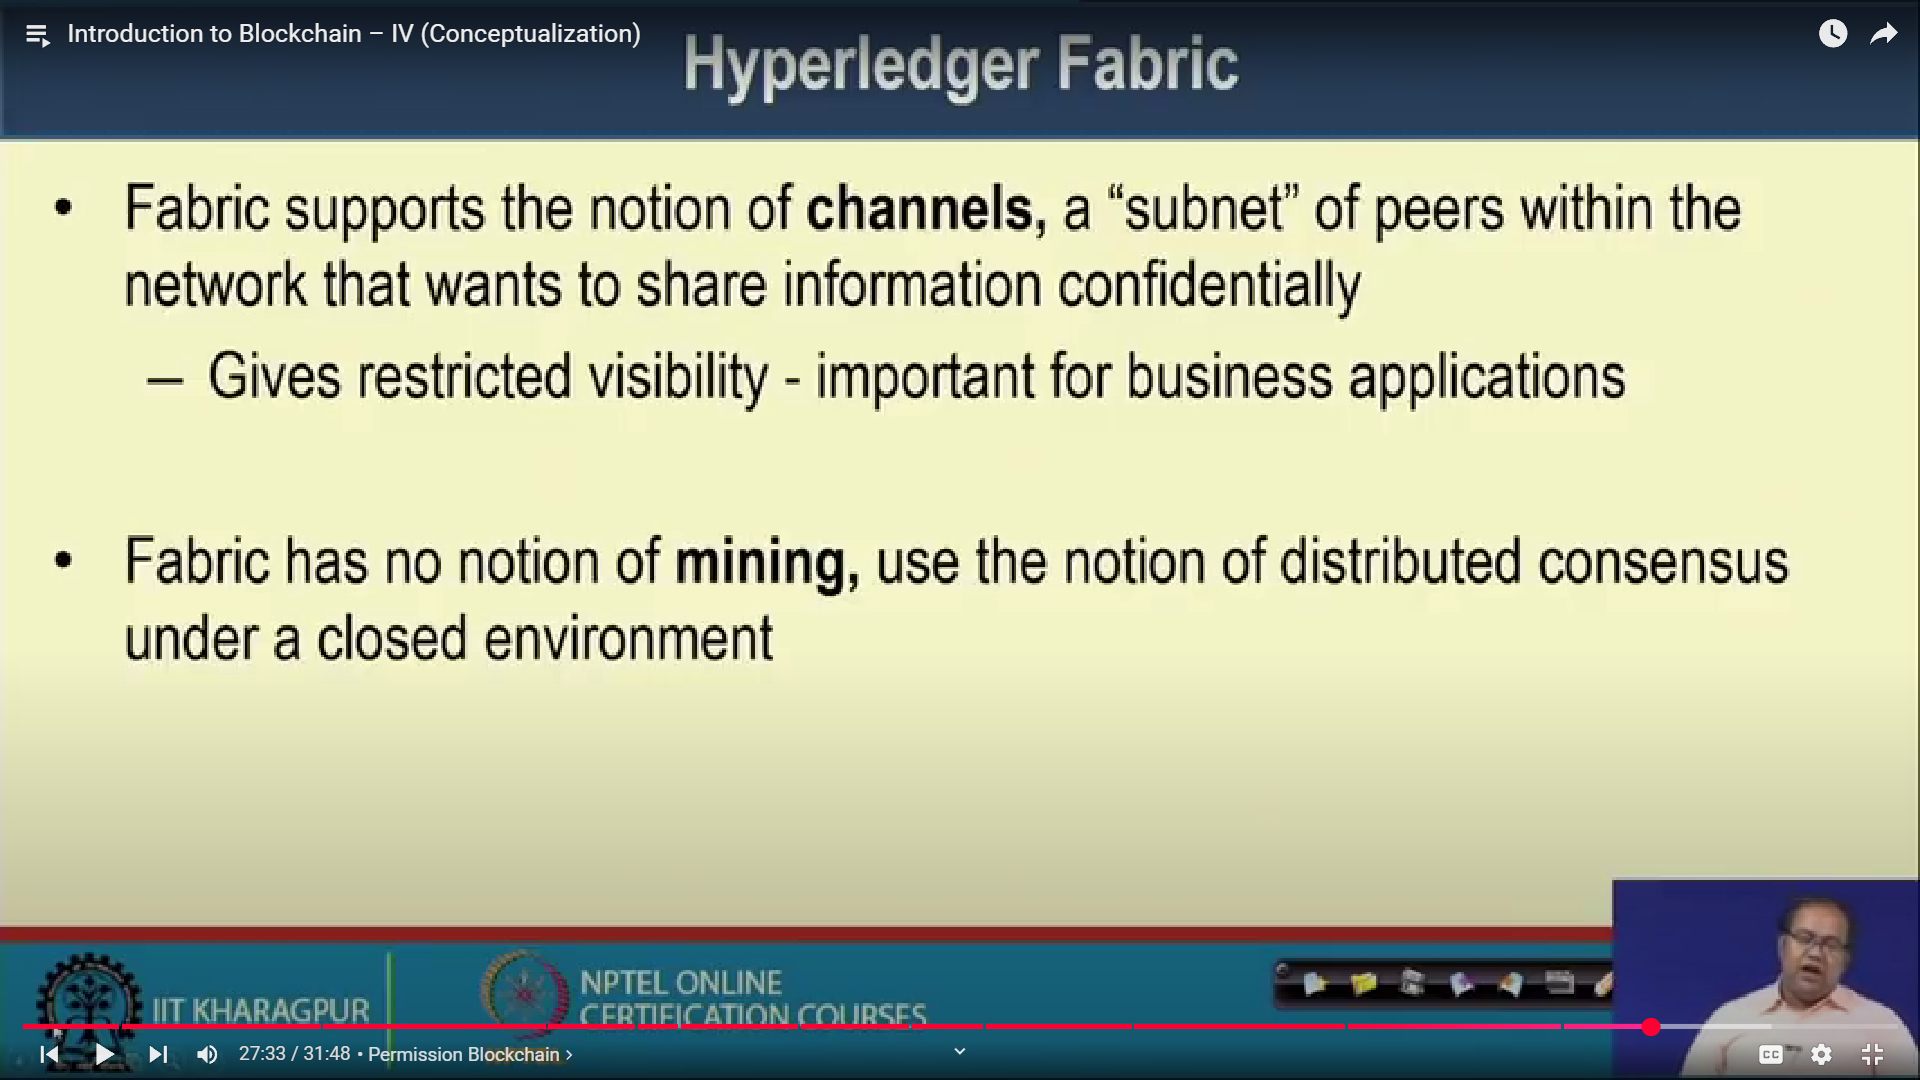 Introduction to Blockchain – IV (Conceptualization)
Hyperledger Fabric
• Fabric supports the notion of channels, a “subnet” of peers within the
network that wants to share information confidentially
– Gives restricted visibility - important for business applications
• Fabric has no notion of mining, use the notion of distributed consensus
under a closed environment
IIT KHARAGPUR
NPTEL ONLINE
CERTIFICATION COURSES
27:33 / 31:48 • Permission Blockchain ›
CC